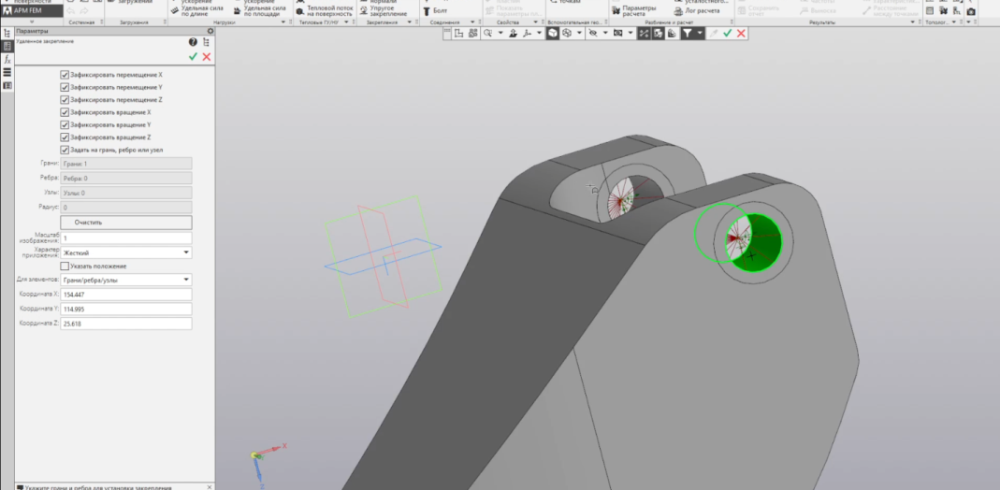 поверхности
APM FEM
Системная
загружения
Загружения
ускорение
по длине
Удельная сила
ускорение
Удельная сила
по площади
Нагрузки
Тепловой поток
на поверхность
Тепловые ПУ/НУ
нормали
Упругое
закрепление
Закрепления
Болт
Соединения
Показать
Свойства
точкам
Вспомогательная гео...
Параметры
расчета
усталостного...
Лог расчета
Разбиение и расчет
Сохранить
отчет
Выноска
Расстояние
между точками
Результаты
Тополог...
Параметры
Удаленное закрепление
Зафиксировать перемещение X
Зафиксировать перемещение Y
Зафиксировать перемещение Z
Зафиксировать вращение X
Зафиксировать вращение Y
Зафиксировать вращение Z
Задать на грань, ребро или узел
Грани: Грани: 1
Ребра: Ребра: 0
Узлы: Узлы: 0
Радиус: 0
Очистить
Масштаб изображения: 1
Характер приложения: Жесткий
Указать положение
Для элементов: Грани/ребра/узлы
Координата X: 154.447
Координата Y: 114.995
Координата Z: 25.618
X
Z
Укажите грани и ребра для установки закрепления